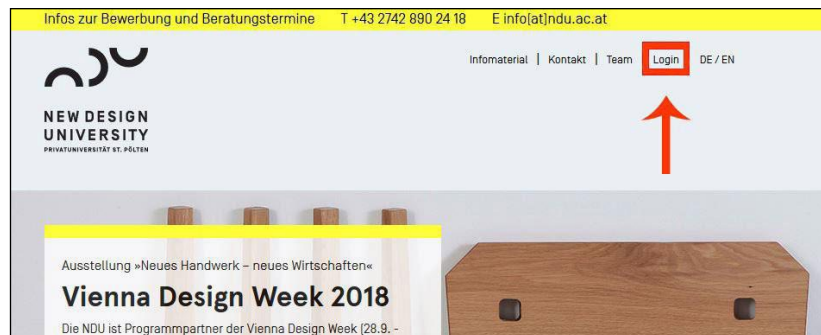 Infos zur Bewerbung und Beratungstermine T +43 2742 890 24 18 E info(at)ndu.ac.at
Infomaterial | Kontakt | Team Login DE / EN
NEW DESIGN
UNIVERSITY
PRIVATUNIVERSITÄT ST. PÖLTEN
Ausstellung »Neues Handwerk – neues Wirtschaften«
Vienna Design Week 2018
Die NDU ist Programmpartner der Vienna Design Week (28.9. -